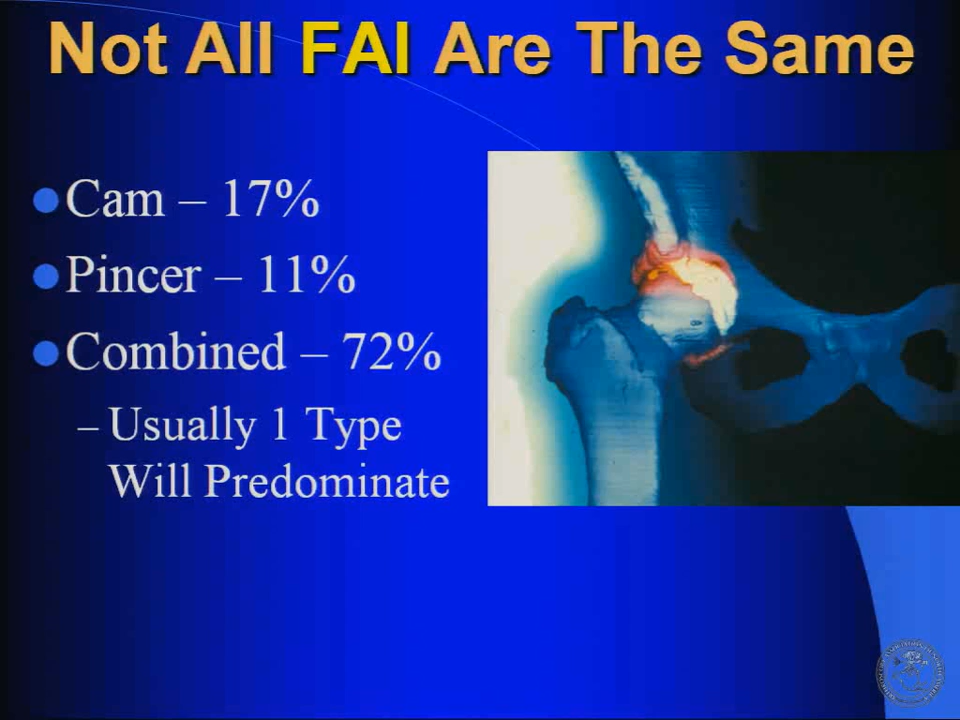 Not All FAI Are The Same
Cam – 17%
Pincer – 11%
Combined – 72%
– Usually 1 Type
Will Predominate